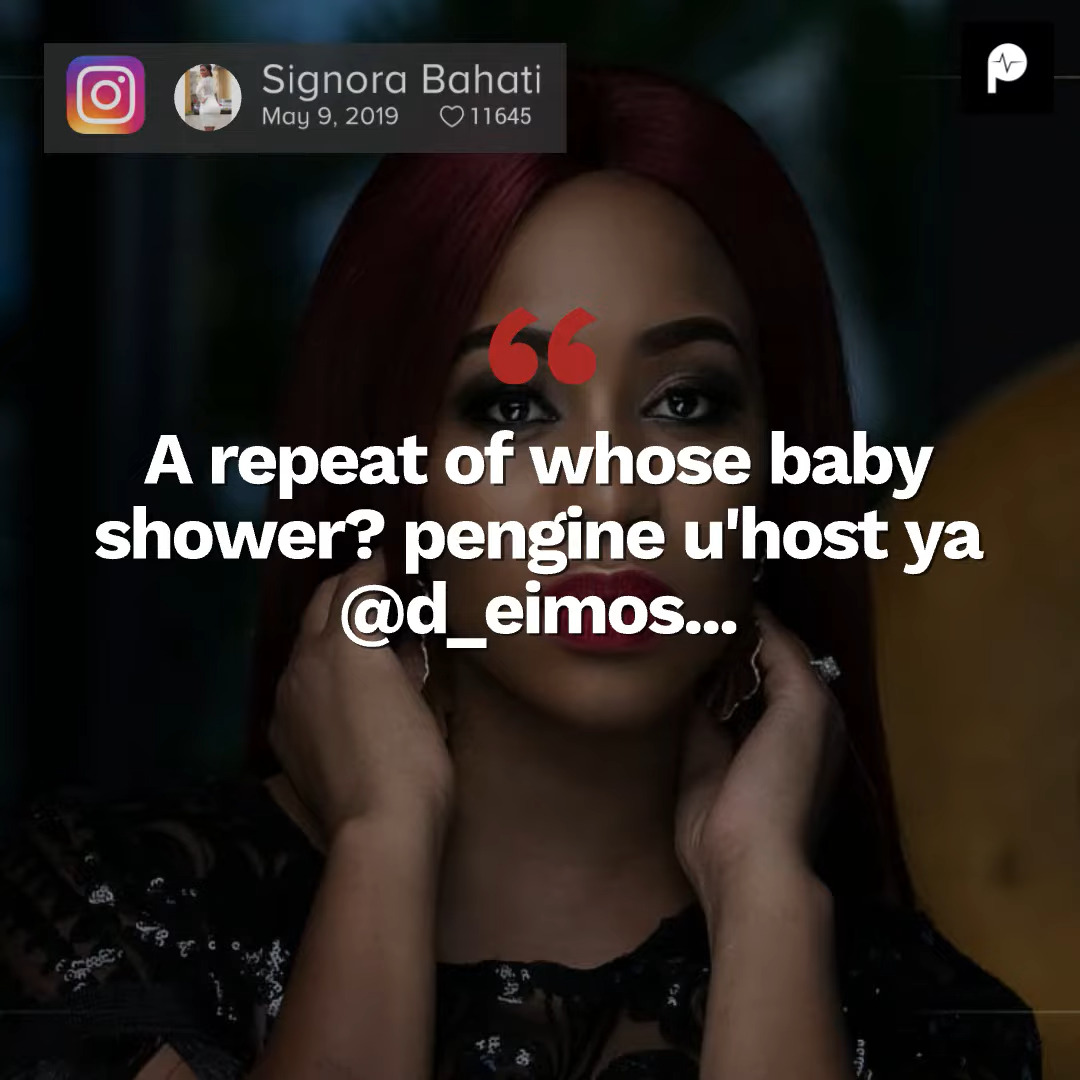 Signora Bahati
May 9, 2019 11645
“
A repeat of whose baby
shower? pengine u'host ya
@d_eimos...